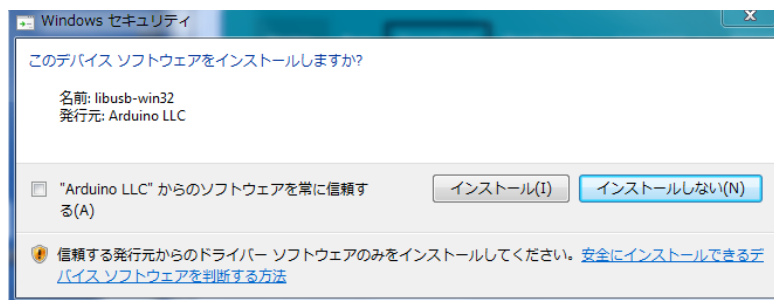 Windows セキュリティ
このデバイス ソフトウェアをインストールしますか?
名前: libusb-win32
発行元: Arduino LLC
"Arduino LLC" からのソフトウェアを常に信頼す
る(A)
インストール(I)
インストールしない(N)
信頼する発行元からのドライバー ソフトウェアのみをインストールしてください。安全にインストールできるデ
バイス ソフトウェアを判断する方法